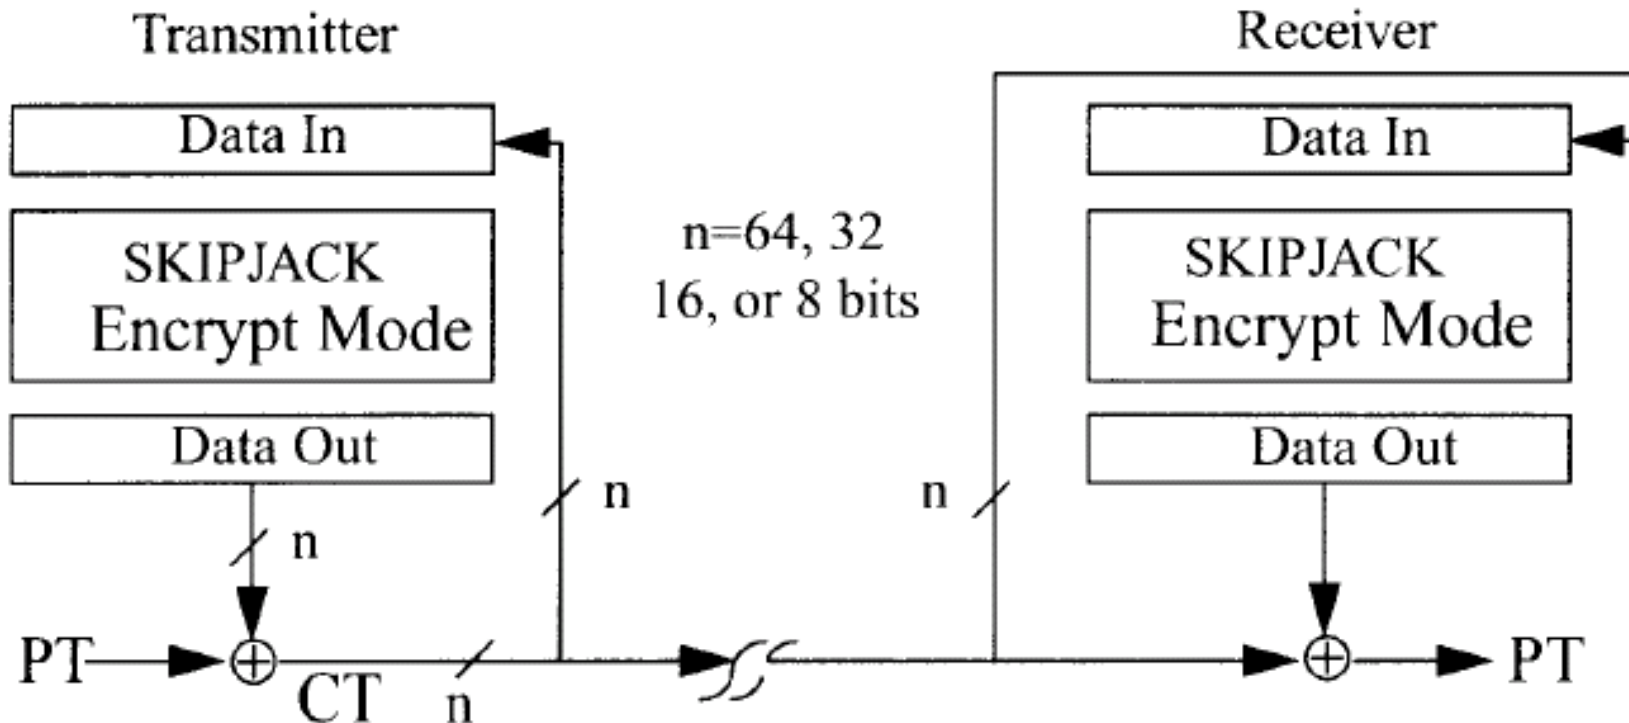 Transmitter
Receiver
Data In
Data In
SKIPJACK
Encrypt Mode
n=64, 32
16, or 8 bits
SKIPJACK
Encrypt Mode
Data Out
Data Out
n
n
n
n
PT
CT
n
PT